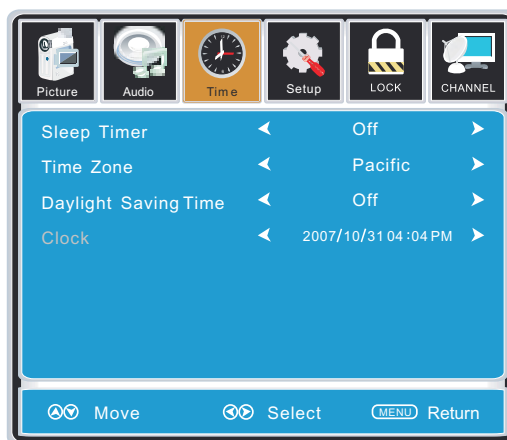 Picture Audio Time Setup LOCK CHANNEL
Sleep Timer Off
Time Zone Pacific
Daylight Saving Time Off
Clock 2007/10/31 04:04 PM
Move Select MENU Return